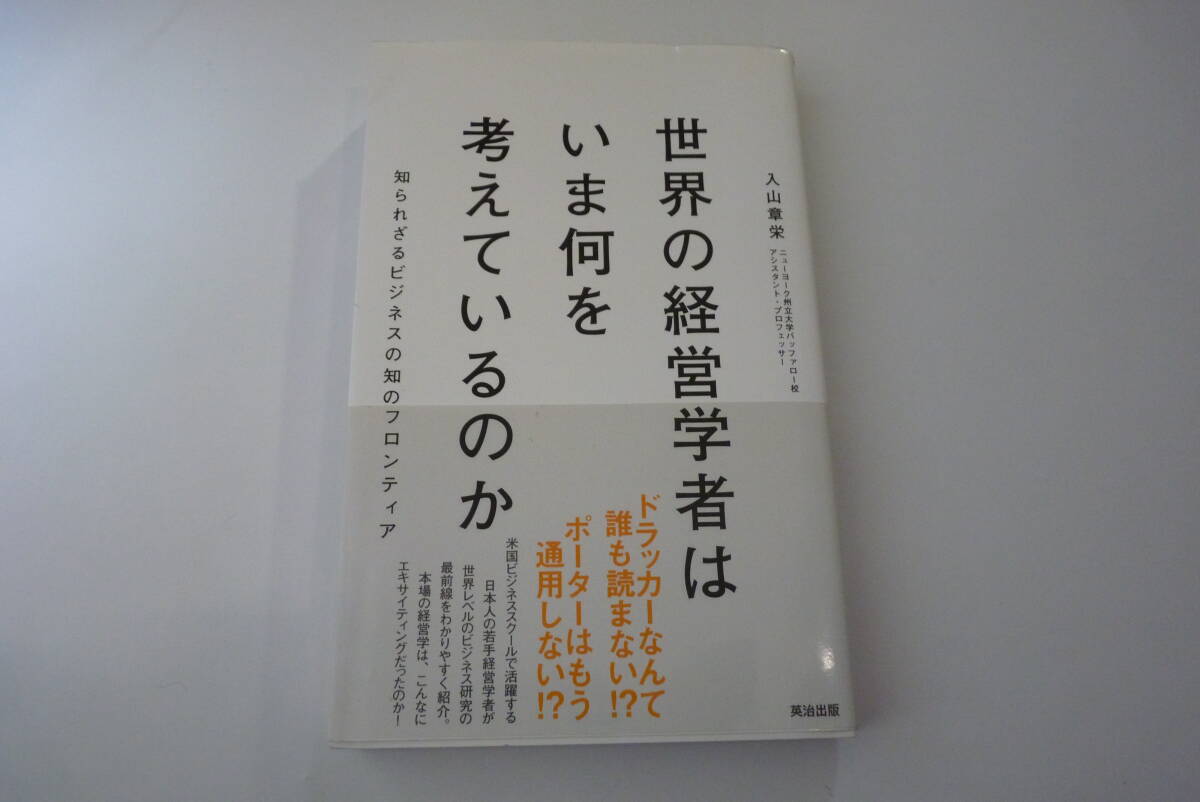 入山章栄
ニューヨーク州立大学バッファロー校
アシスタント・プロフェッサー
世界の経営学者は
いま何を
考えているのか
知られざるビジネスの知のフロンティア
ドラッカーなんて
誰も読まない!?
ポーターはもう
通用しない!?
米国ビジネススクールで活躍する
日本人の若手経営学者が
世界レベルのビジネス研究の
最前線をわかりやすく紹介。
本場の経営学は、こんなに
エキサイティングだったのか!
英治出版